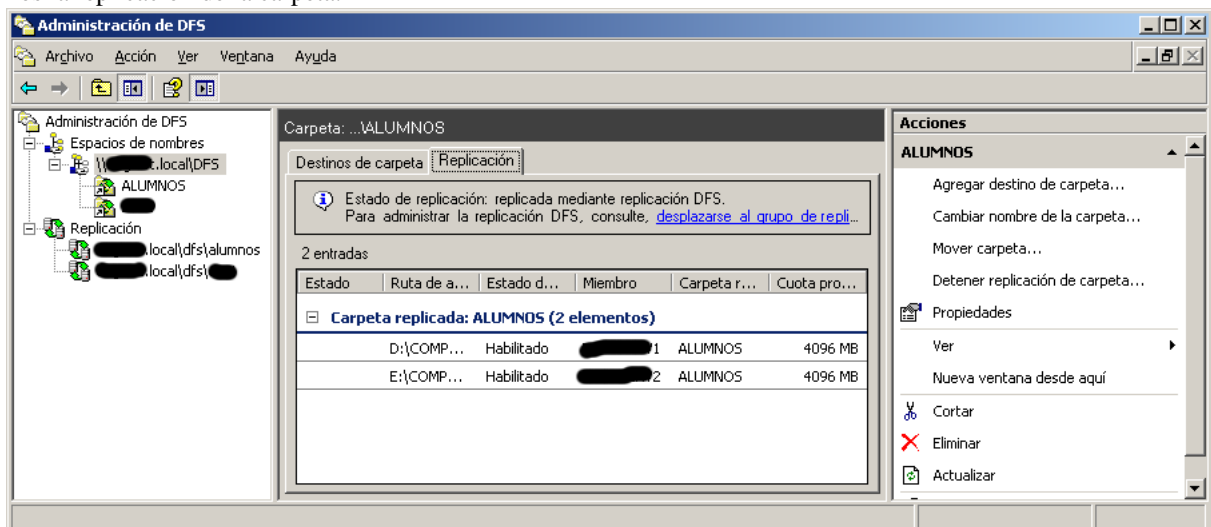 Administración de DFS
Archivo Acción Ver Ventana Ayuda
Administración de DFS
Espacios de nombres
.local\DFS
ALUMNOS
Replicación
.local\dfs\alumnos
.local\dfs\
Carpeta: ...\ALUMNOS
Destinos de carpeta Replicación
Estado de replicación: replicada mediante replicación DFS.
Para administrar la replicación DFS, consulte, desplazarse al grupo de repli...
2 entradas
Estado Ruta de a... Estado d... Miembro Carpeta r... Cuota pro...
Carpeta replicada: ALUMNOS (2 elementos)
D:\COMP... Habilitado 1 ALUMNOS 4096 MB
E:\COMP... Habilitado 2 ALUMNOS 4096 MB
Acciones
ALUMNOS
Agregar destino de carpeta...
Cambiar nombre de la carpeta...
Mover carpeta...
Detener replicación de carpeta...
Propiedades
Ver
Nueva ventana desde aquí
Cortar
Eliminar
Actualizar